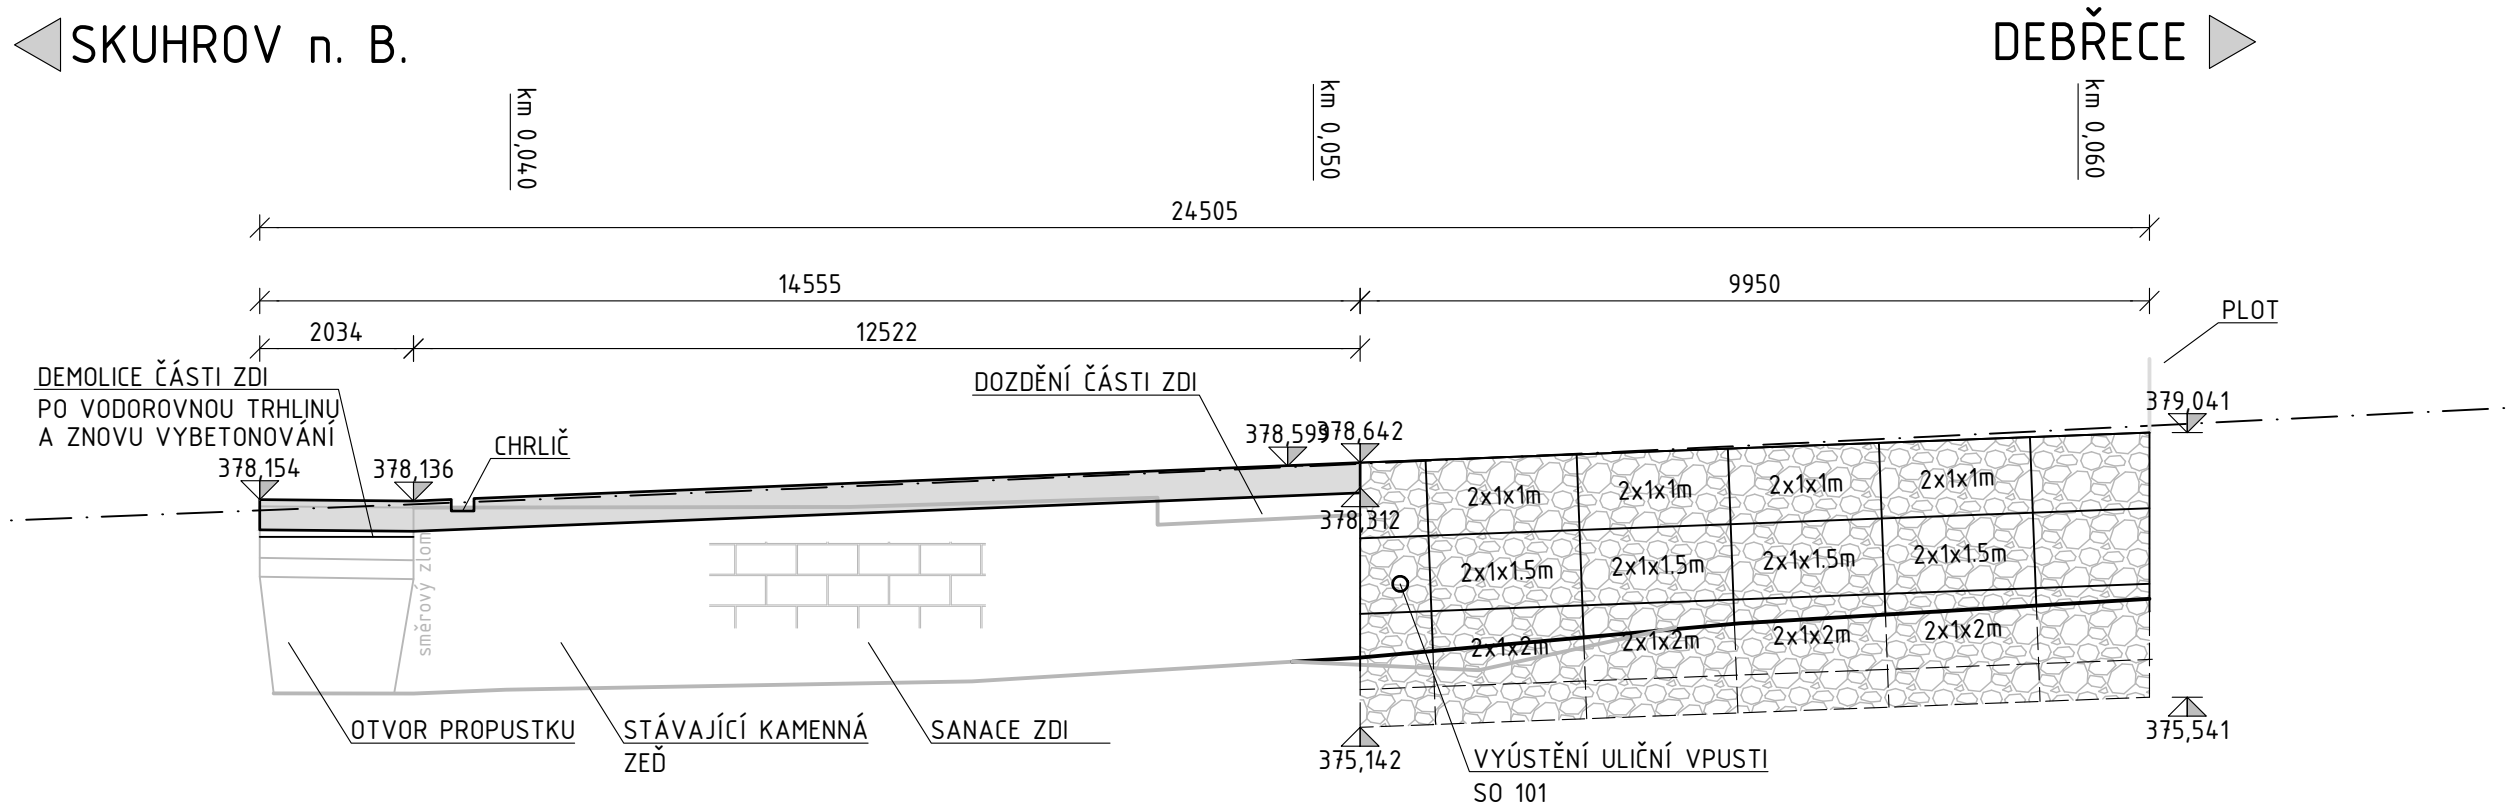 SKUHROV n. B.
DEBŘECE
km 0,040
km 0,050
km 0,060
24505
14555
9950
2034
12522
PLOT
DEMOLICE ČÁSTI ZDI
PO VODOROVNOU TRHLINU
A ZNOVU VYBETONOVÁNÍ
DOZDĚNÍ ČÁSTI ZDI
379,041
CHRLIČ
378,599
378,642
378,154
378,136
2x1x1m
2x1x1m
2x1x1m
2x1x1m
378,312
směrový zlom
2x1x1.5m
2x1x1.5m
2x1x1.5m
2x1x1.5m
2x1x2m
2x1x2m
2x1x2m
2x1x2m
OTVOR PROPUSTKU
STÁVAJÍCÍ KAMENNÁ
ZEĎ
SANACE ZDI
375,142
375,541
VYÚSTĚNÍ ULIČNÍ VPUSTI
SO 101